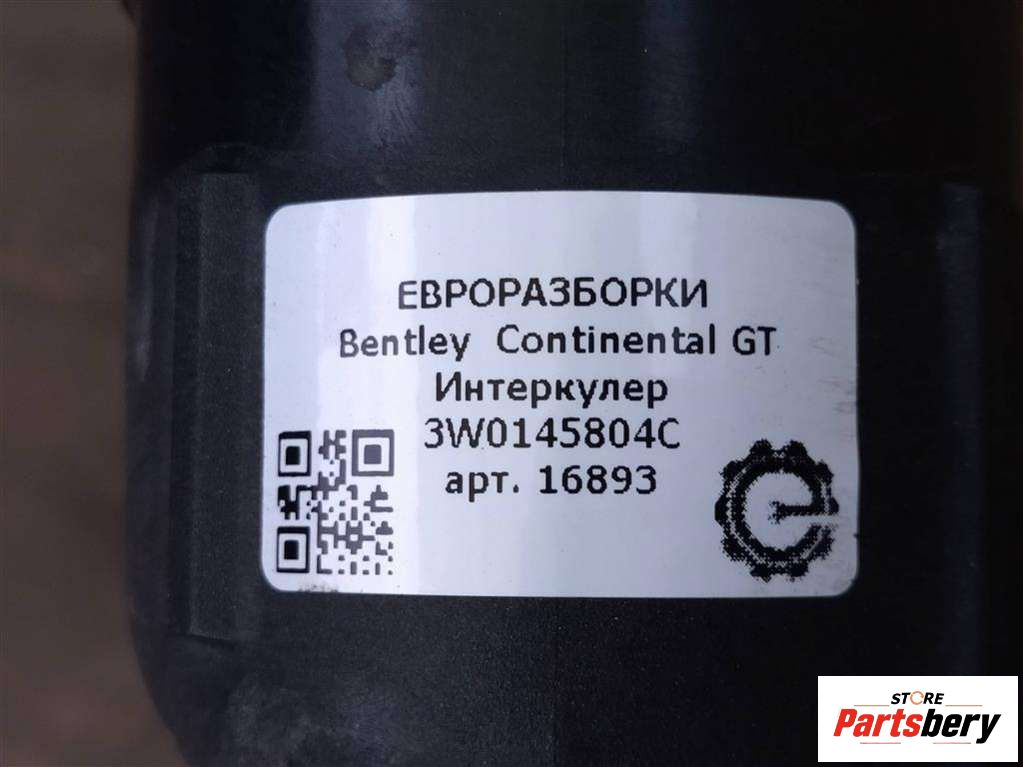 ЕВРОРАЗБОРКИ
Bentley Continental GT
Интеркулер
3W0145804C
арт. 16893
STORE
Partsbery